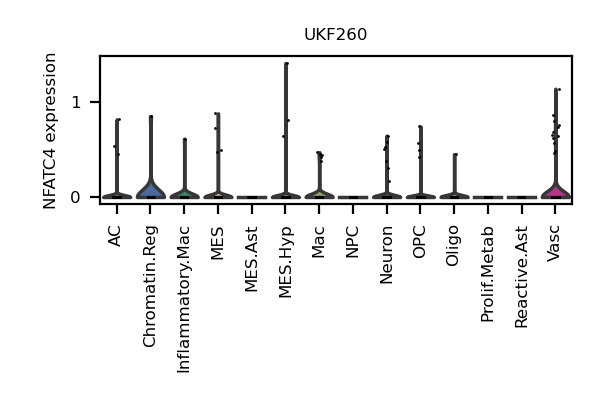 UKF260
NFATC4 expression
1
0
AC
Chromatin.Reg
Inflammatory.Mac
MES
MES.Ast
MES.Hyp
Mac
NPC
Neuron
OPC
Oligo
Prolif.Metab
Reactive.Ast
Vasc